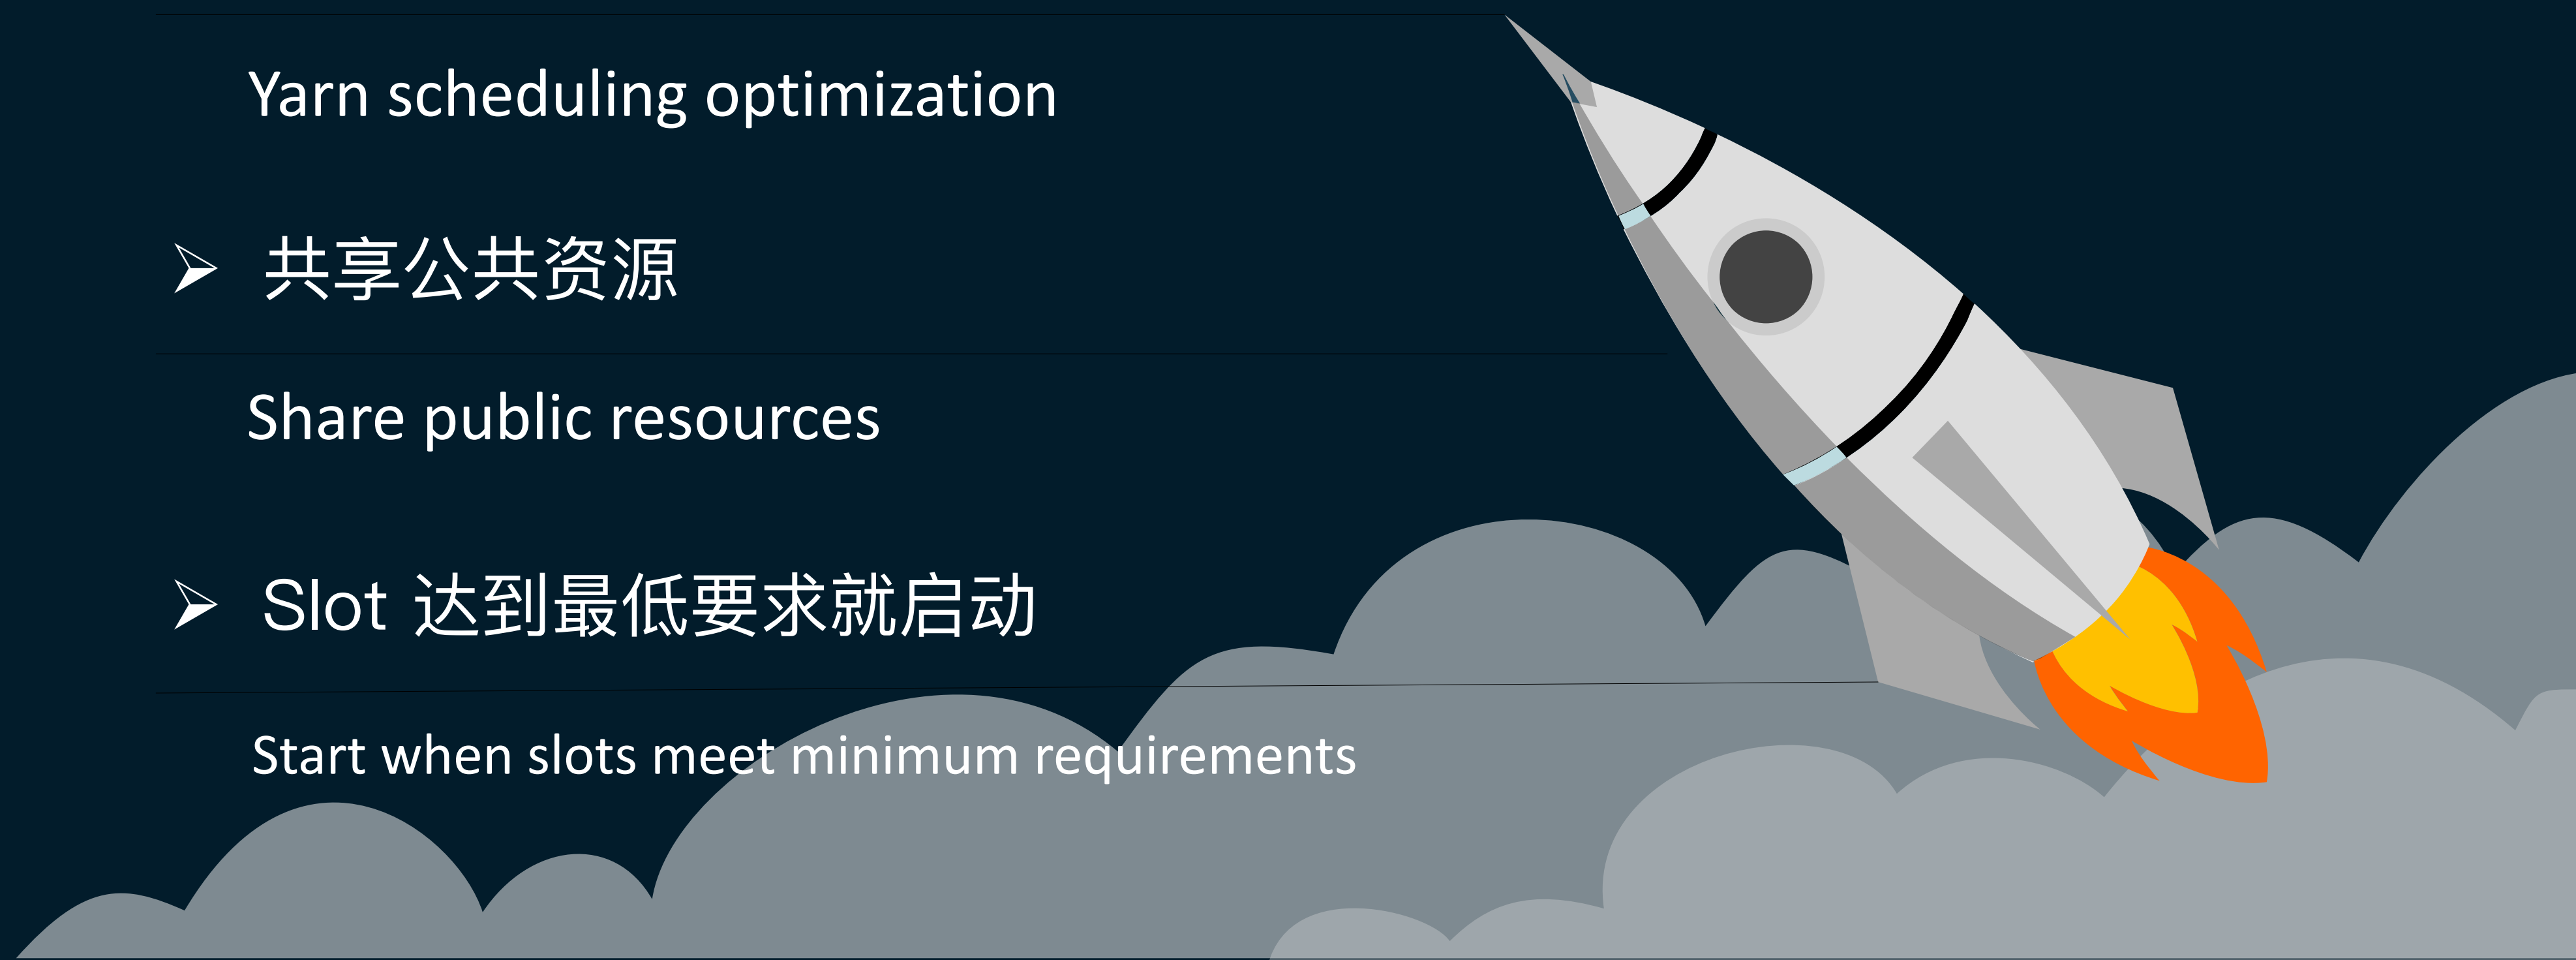 Yarn scheduling optimization
共享公共资源
Share public resources
Slot 达到最低要求就启动
Start when slots meet minimum requirements